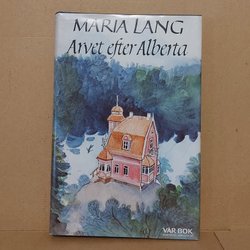 MARIA LANG
Arvet efter Alberta
VÅR BOK